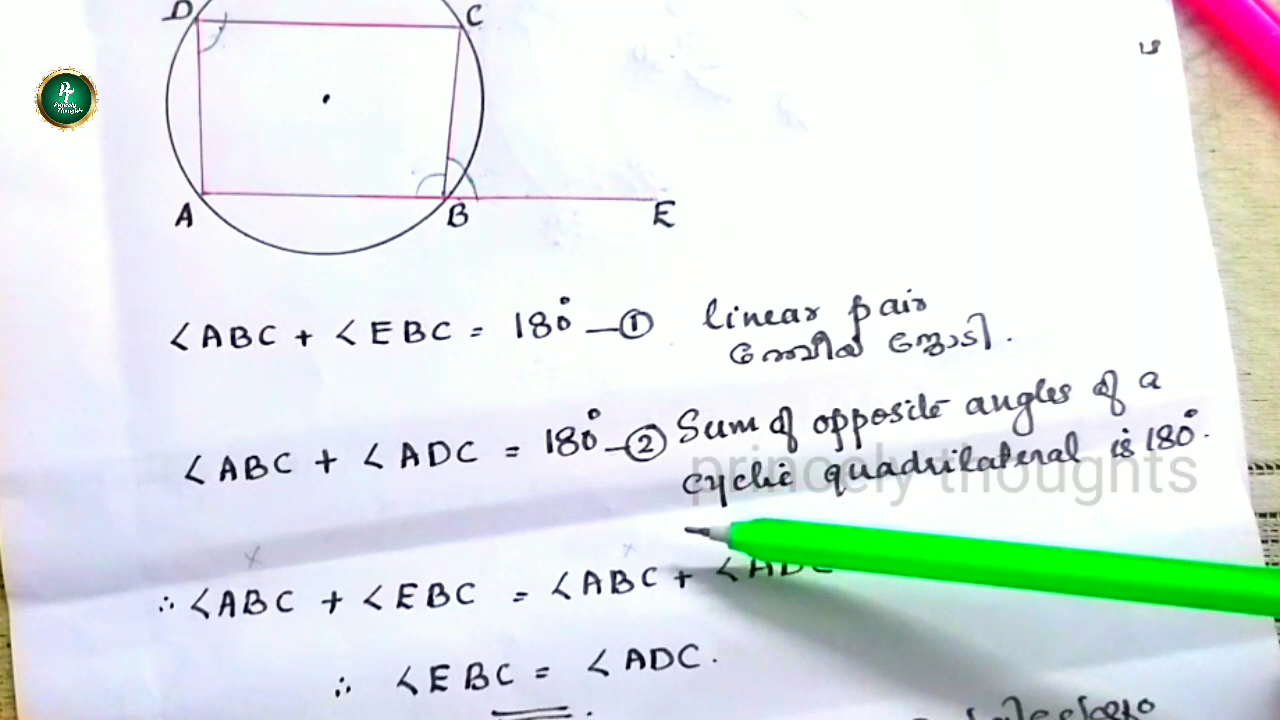 D C
A B E
∠ABC + ∠EBC = 180° —① linear pair
രേഖീയ ജോടി.
∠ABC + ∠ADC = 180° —② Sum of opposite angles of a
cyclic quadrilateral is 180°.
princely thoughts
∴ ∠ABC + ∠EBC = ∠ABC + ∠ADC
∴ ∠EBC = ∠ADC.